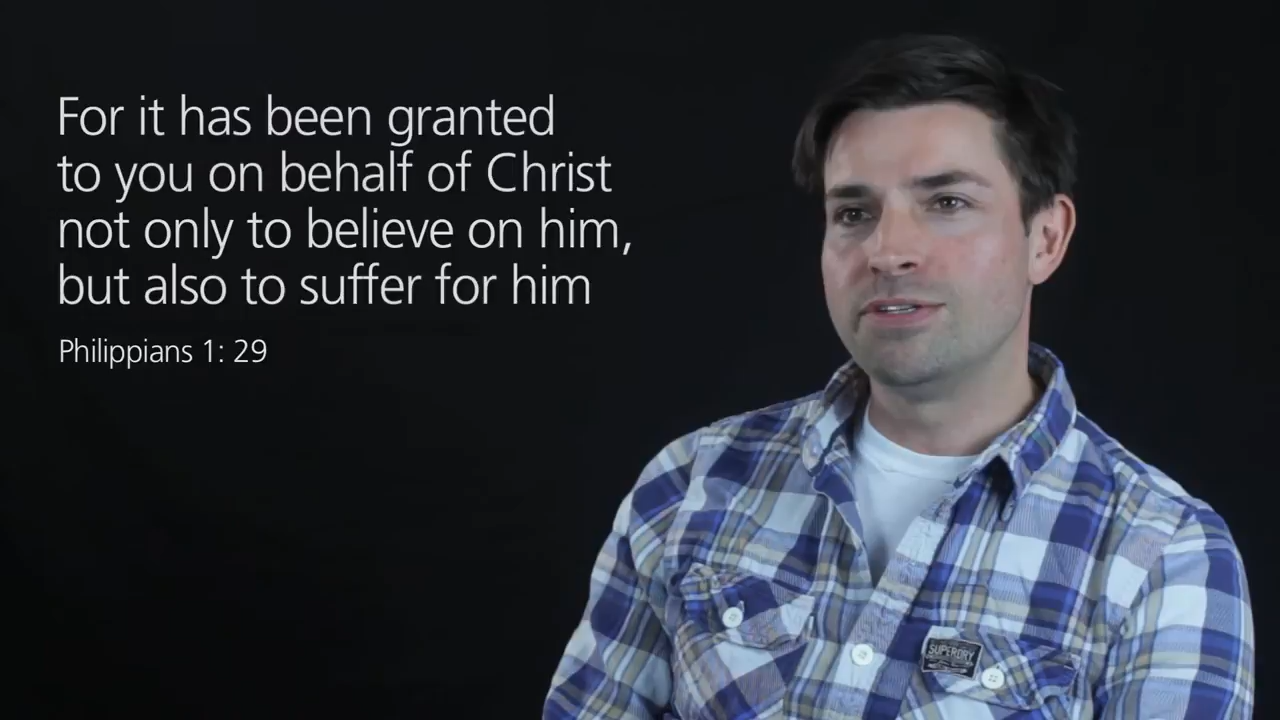 For it has been granted
to you on behalf of Christ
not only to believe on him,
but also to suffer for him
Philippians 1: 29
SUPERDRY